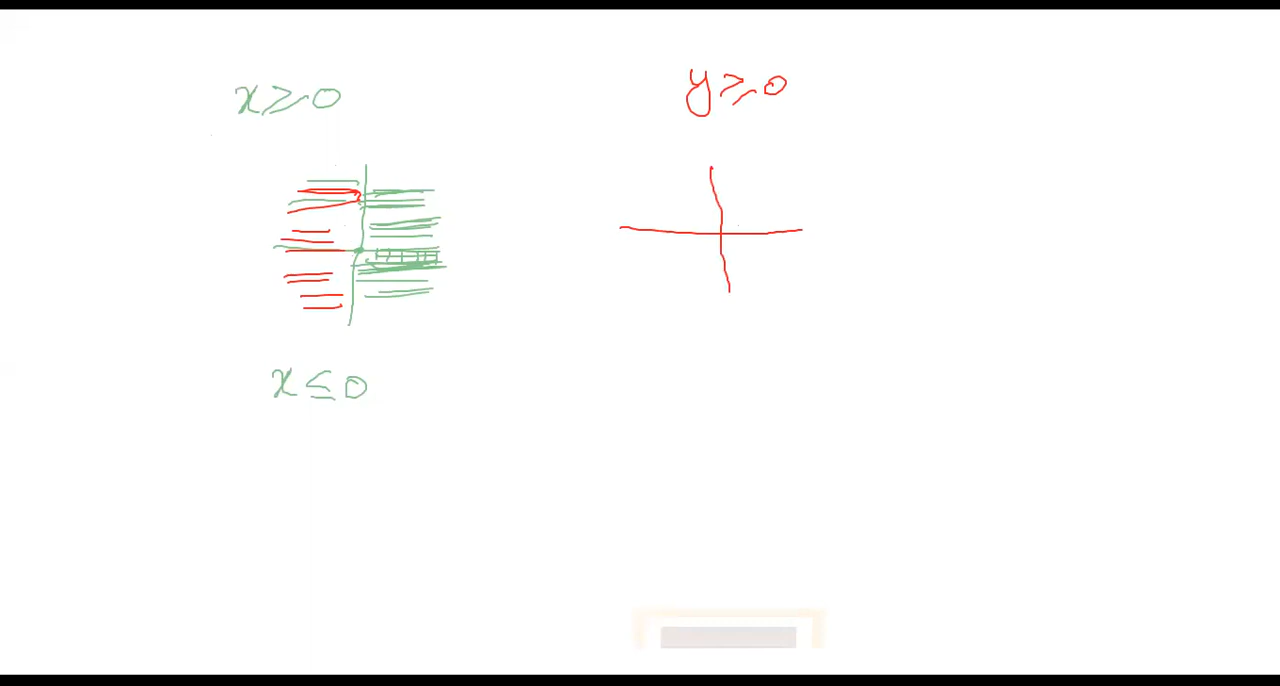 x ≥ 0
y ≥ 0
x ≤ 0